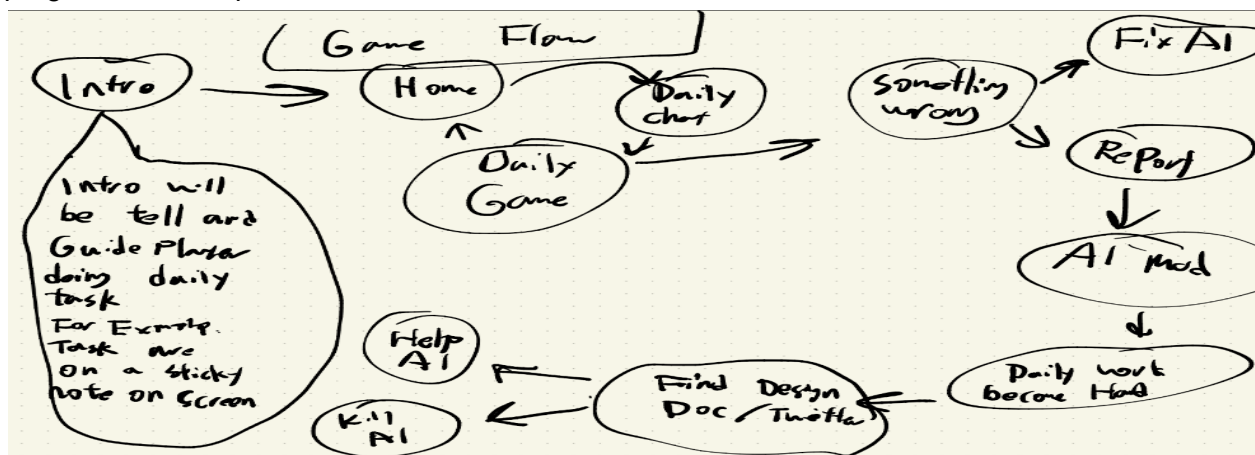 Game Flow
Intro
Home
Daily
chat
Daily
Game
Something
wrong
Fix AI
Report
AI mad
Daily work
become Hard
Find Design
Doc / Twitter
Help
AI
Kill
AI
Intro will
be tell and
Guide Player
doing daily
task
For Example.
Task are
on a sticky
note on screen